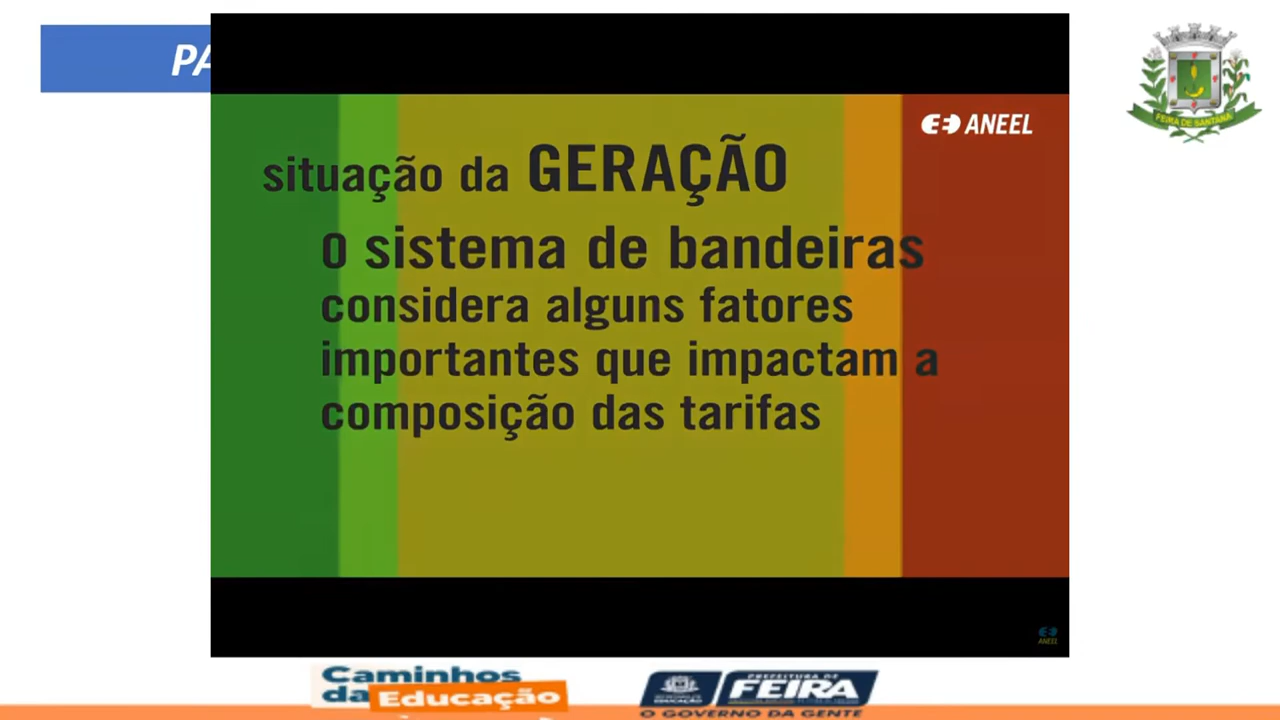 PA
ANEEL
FEIRA DE SANTANA
situação da GERAÇÃO
o sistema de bandeiras
considera alguns fatores
importantes que impactam a
composição das tarifas
ANEEL
Caminhos
da Educação
PREFEITURA DE
FEIRA
O GOVERNO DA GENTE